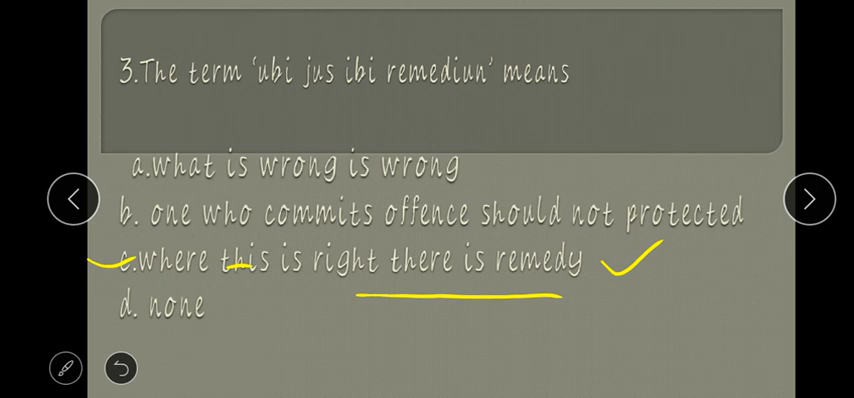 3.The term 'ubi jus ibi remediun' means
a.what is wrong is wrong
b. one who commits offence should not protected
c.where this is right there is remedy
d. none